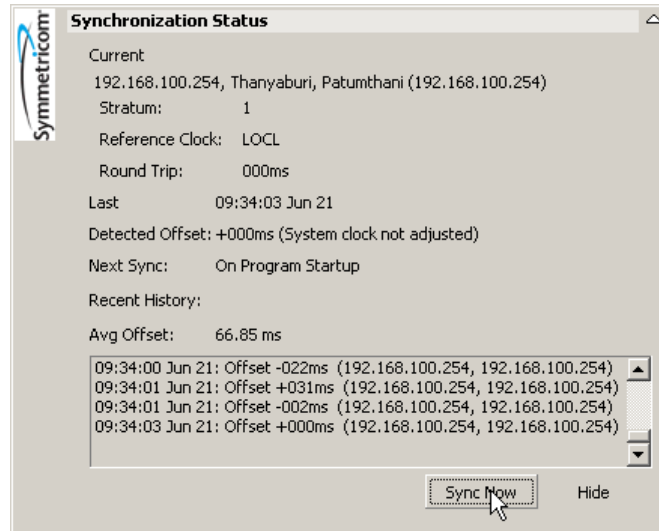 Symmetricom
Synchronization Status
Current
192.168.100.254, Thanyaburi, Patumthani (192.168.100.254)
Stratum: 1
Reference Clock: LOCL
Round Trip: 000ms
Last 09:34:03 Jun 21
Detected Offset: +000ms (System clock not adjusted)
Next Sync: On Program Startup
Recent History:
Avg Offset: 66.85 ms
09:34:00 Jun 21: Offset -022ms (192.168.100.254, 192.168.100.254)
09:34:01 Jun 21: Offset +031ms (192.168.100.254, 192.168.100.254)
09:34:01 Jun 21: Offset -002ms (192.168.100.254, 192.168.100.254)
09:34:03 Jun 21: Offset +000ms (192.168.100.254, 192.168.100.254)
Sync Now Hide